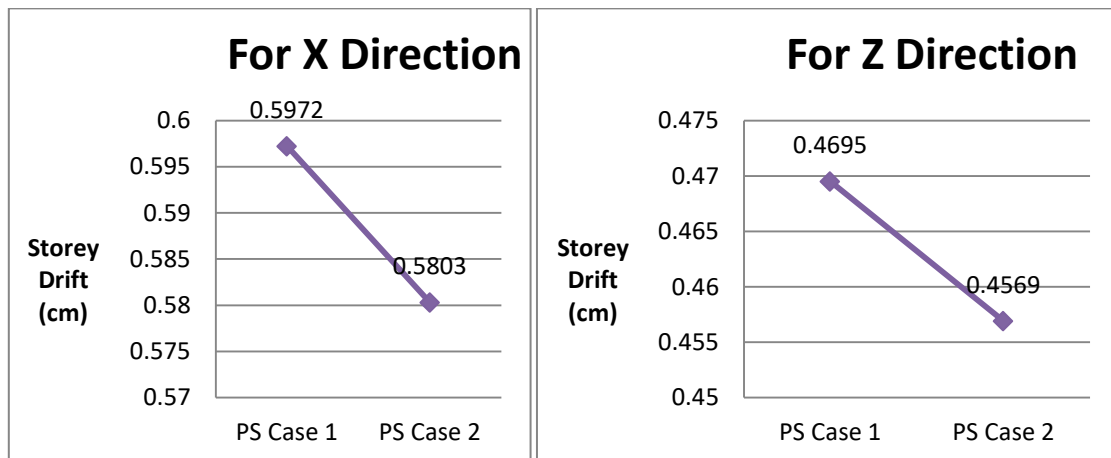 For X Direction
0.5972
0.6
0.595
0.59
0.585
0.58
0.575
0.57
Storey
Drift
(cm)
0.5803
PS Case 1
PS Case 2
For Z Direction
0.475
0.4695
0.47
0.465
0.46
0.455
0.45
Storey
Drift
(cm)
0.4569
PS Case 1
PS Case 2